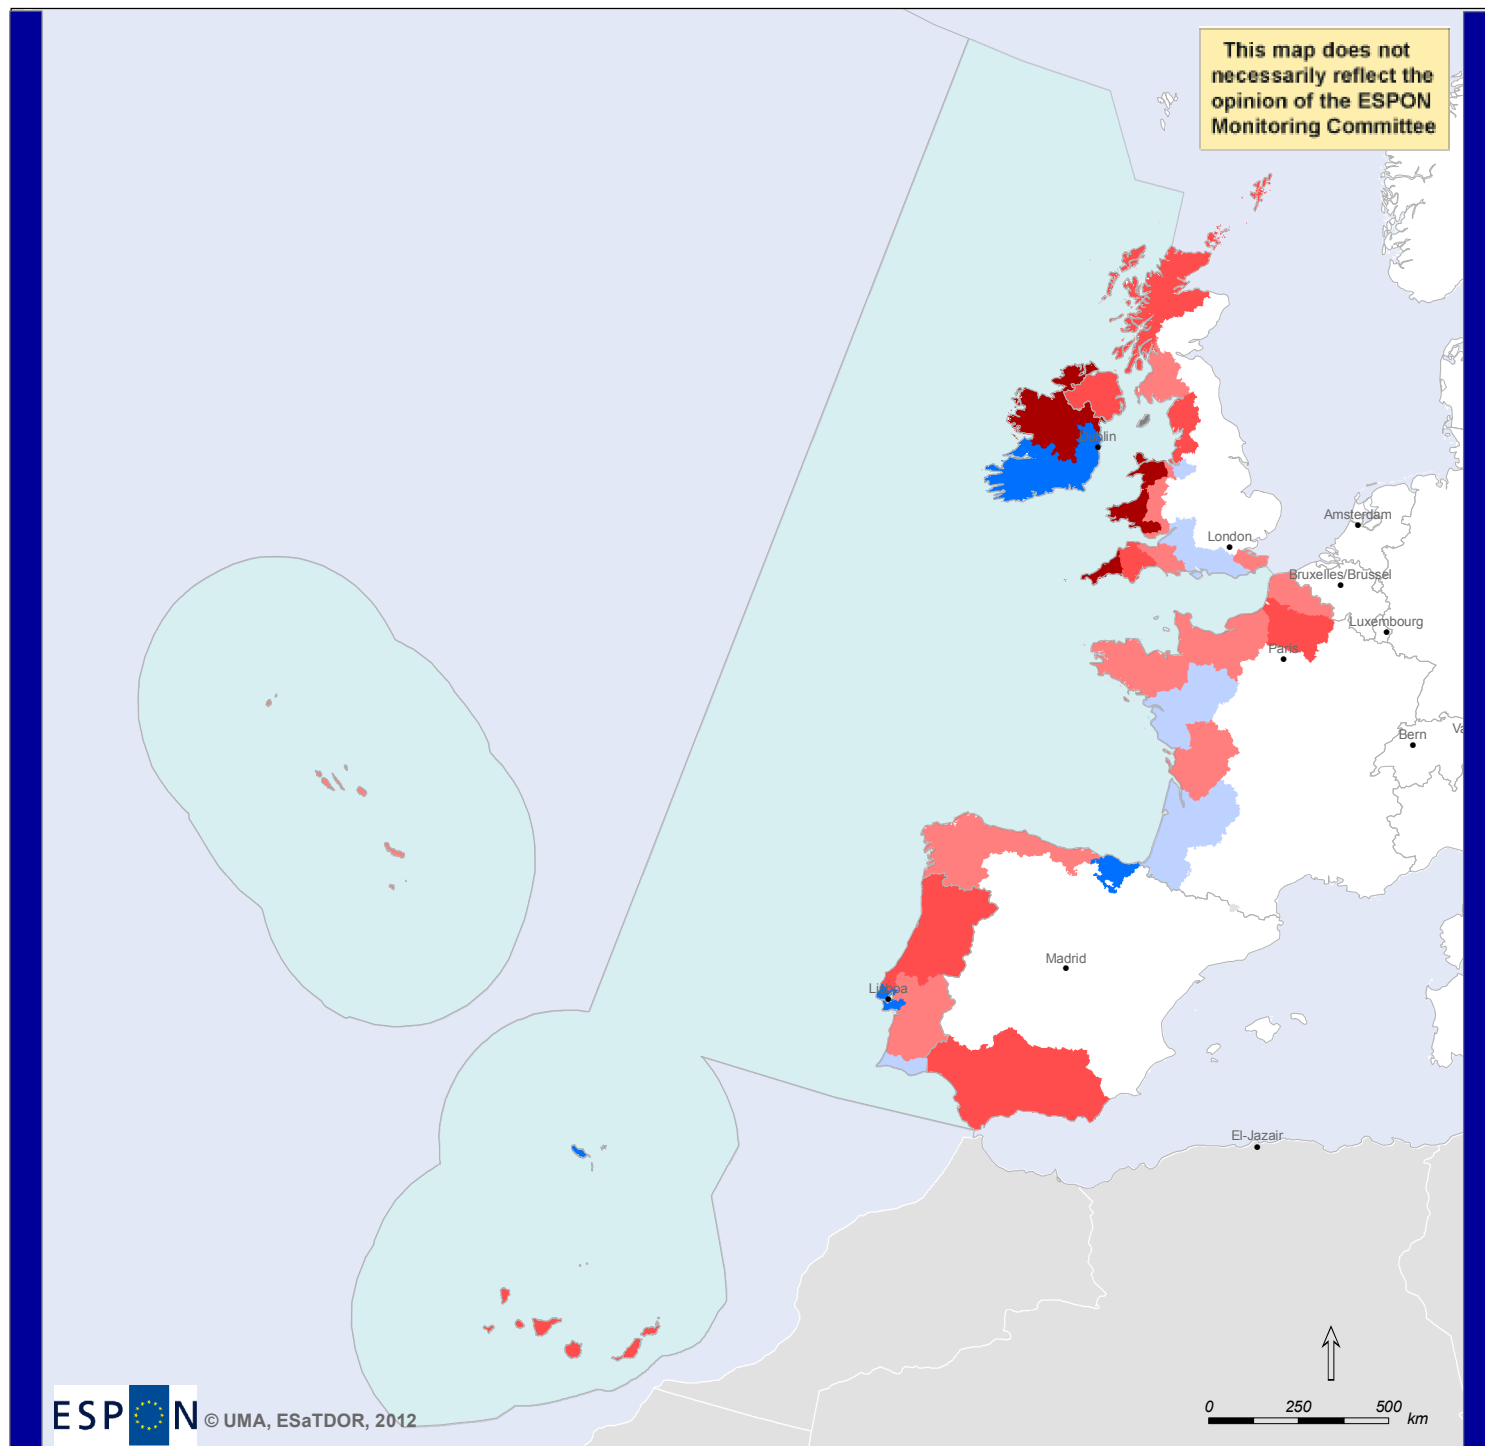 This map does not
necessarily reflect the
opinion of the ESPON
Monitoring Committee
Dublin
Amsterdam
London
Bruxelles/Brussel
Luxembourg
Paris
Bern
Va
Madrid
Lisboa
El-Jazair
0 250 500
km
ESPON
© UMA, ESaTDOR, 2012